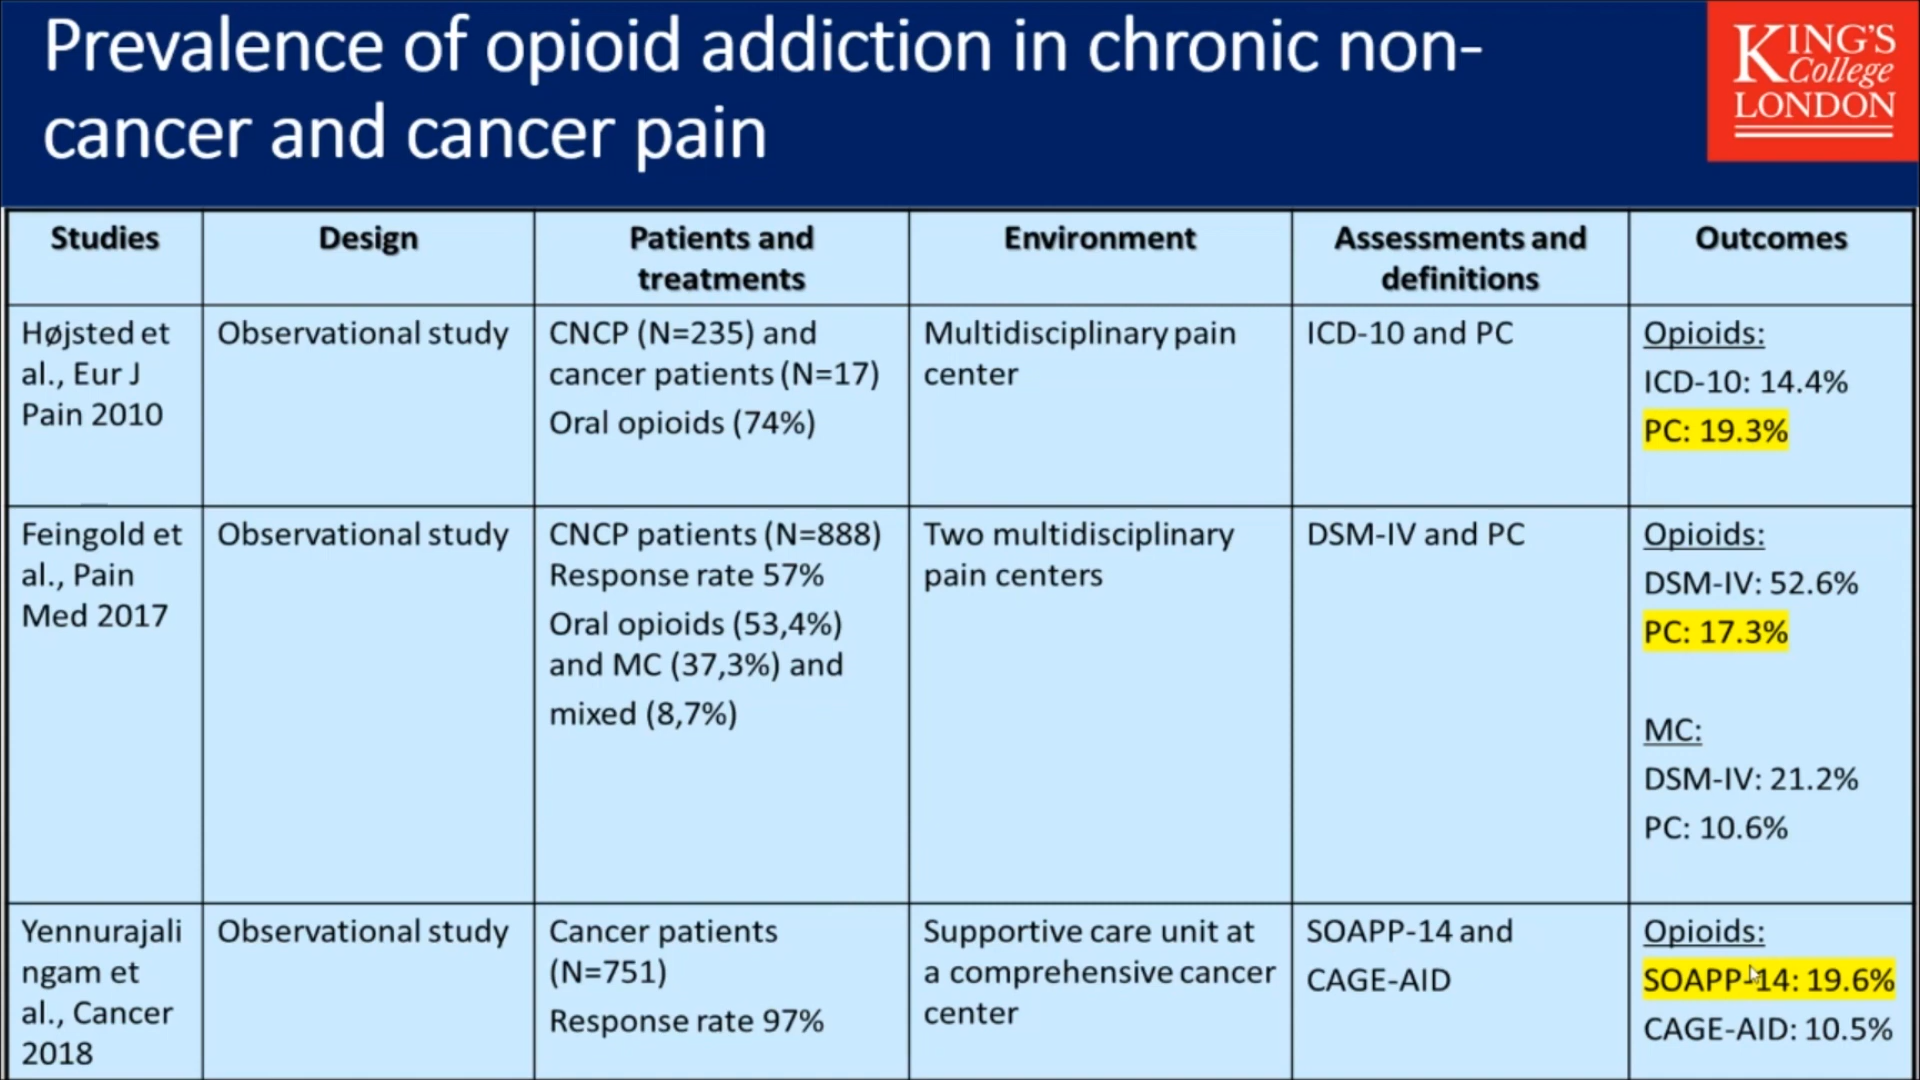 Prevalence of opioid addiction in chronic non-
cancer and cancer pain
KING'S
College
LONDON
Studies
Design
Patients and
treatments
Environment
Assessments and
definitions
Outcomes
Højsted et
al., Eur J
Pain 2010
Observational study
CNCP (N=235) and
cancer patients (N=17)
Oral opioids (74%)
Multidisciplinary pain
center
ICD-10 and PC
Opioids:
ICD-10: 14.4%
PC: 19.3%
Feingold et
al., Pain
Med 2017
Observational study
CNCP patients (N=888)
Response rate 57%
Oral opioids (53,4%)
and MC (37,3%) and
mixed (8,7%)
Two multidisciplinary
pain centers
DSM-IV and PC
Opioids:
DSM-IV: 52.6%
PC: 17.3%
MC:
DSM-IV: 21.2%
PC: 10.6%
Yennurajali
ngam et
al., Cancer
2018
Observational study
Cancer patients
(N=751)
Response rate 97%
Supportive care unit at
a comprehensive cancer
center
SOAPP-14 and
CAGE-AID
Opioids:
SOAPP-14: 19.6%
CAGE-AID: 10.5%